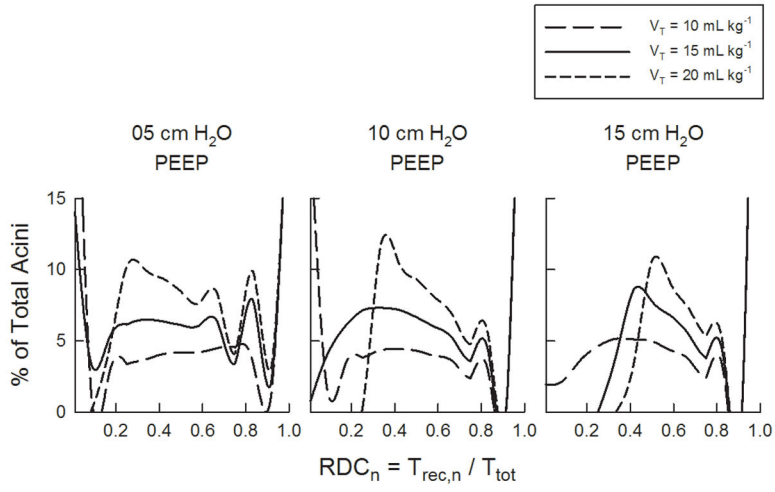 V_T = 10 mL kg⁻¹
V_T = 15 mL kg⁻¹
V_T = 20 mL kg⁻¹
05 cm H₂O
PEEP
10 cm H₂O
PEEP
15 cm H₂O
PEEP
% of Total Acini
15
10
5
0
0.2 0.4 0.6 0.8 1.0
0.2 0.4 0.6 0.8 1.0
0.2 0.4 0.6 0.8 1.0
RDCₙ = T_rec,n / T_tot